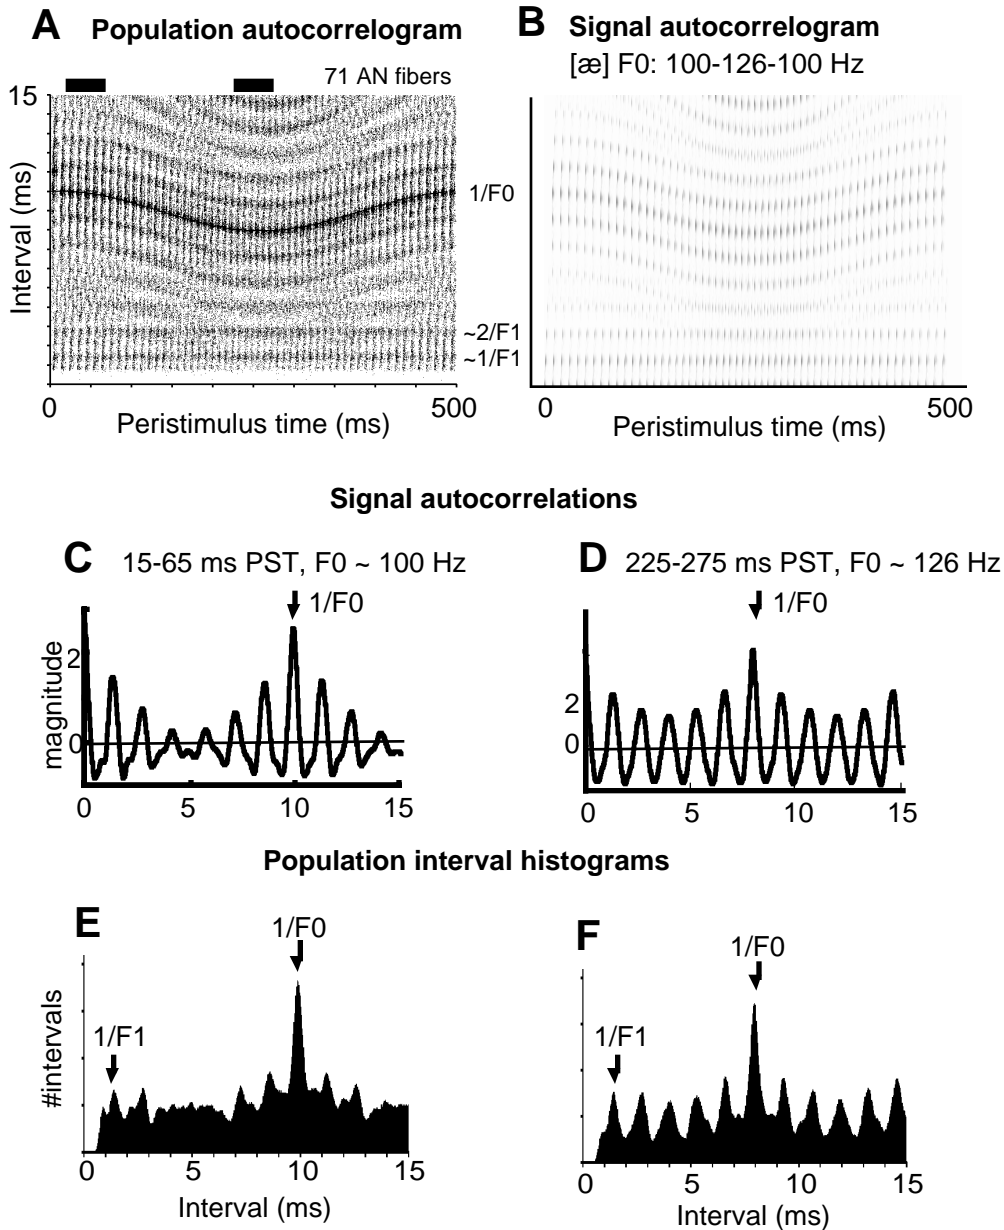 A Population autocorrelogram
71 AN fibers
15
Interval (ms)
1/F0
~2/F1
~1/F1
0 500
Peristimulus time (ms)
B Signal autocorrelogram
[æ] F0: 100-126-100 Hz
0 500
Peristimulus time (ms)
Signal autocorrelations
C 15-65 ms PST, F0 ~ 100 Hz
1/F0
magnitude
2
0
0 5 10 15
D 225-275 ms PST, F0 ~ 126 Hz
1/F0
2
0
0 5 10 15
Population interval histograms
E
1/F0
1/F1
#intervals
0 5 10 15
Interval (ms)
F
1/F0
1/F1
0 5 10 15
Interval (ms)